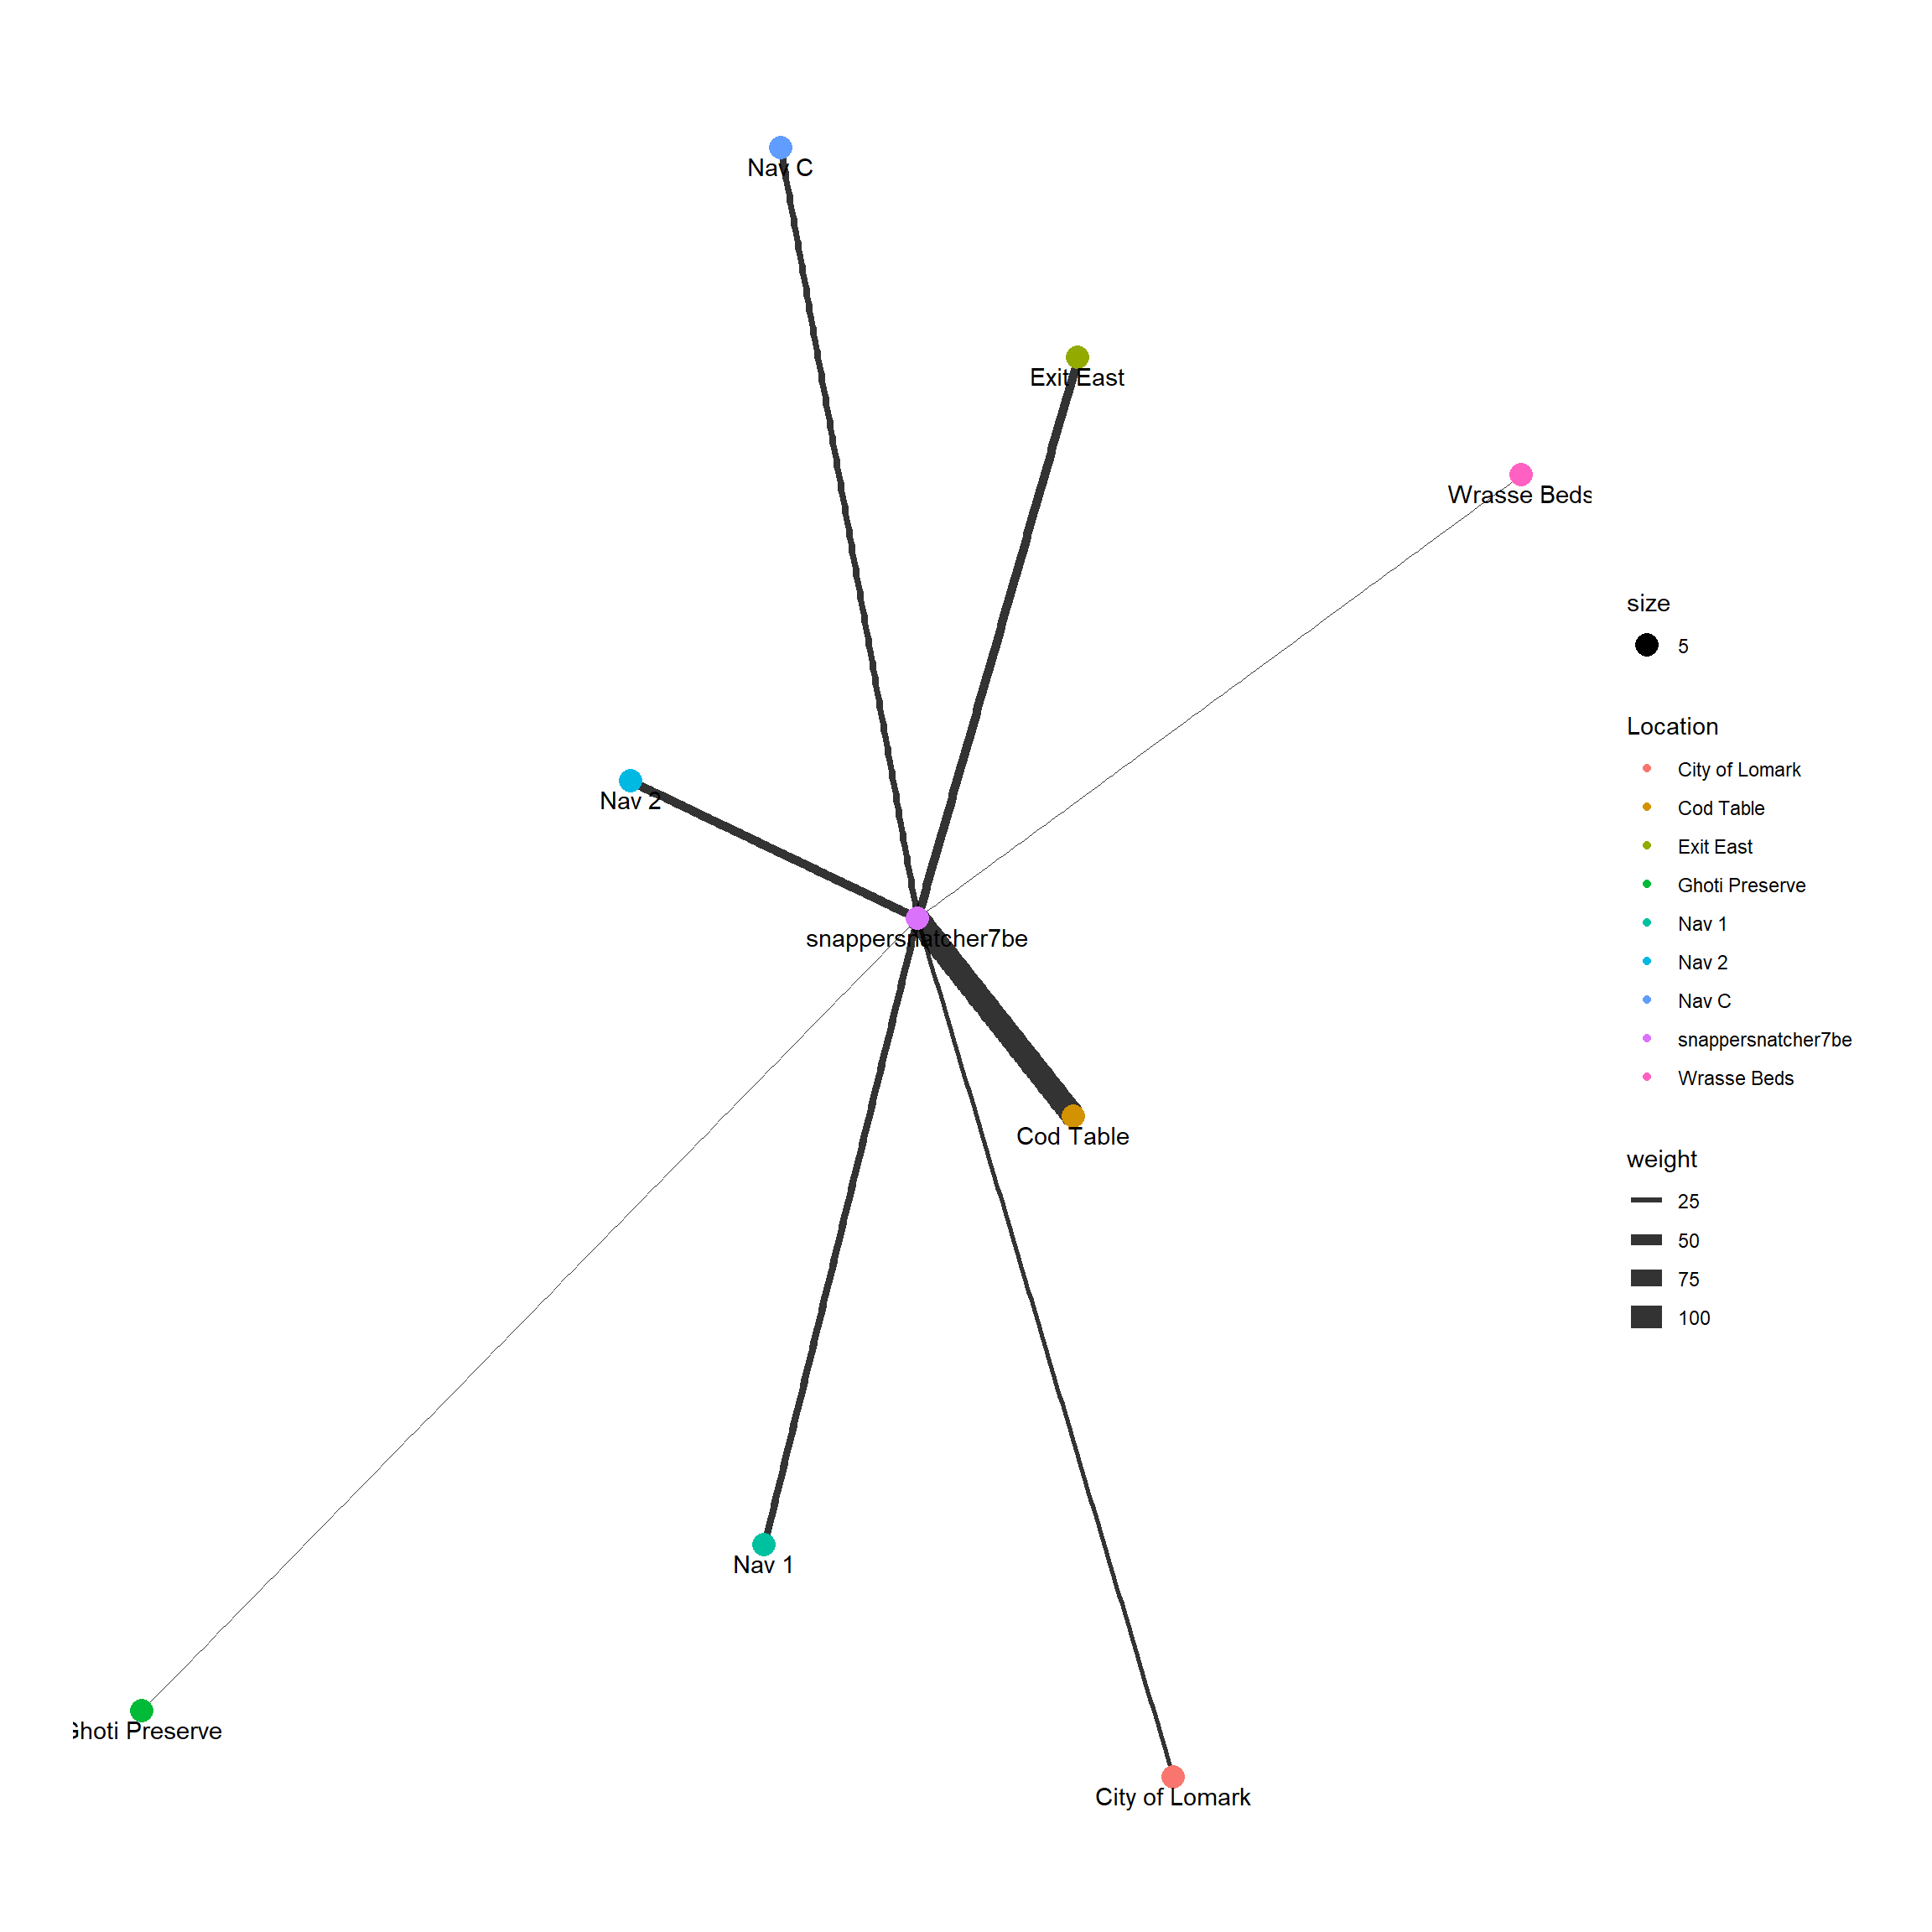 Nav C
Exit East
Wrasse Beds
Nav 2
snappersnatcher7be
Cod Table
Nav 1
Ghoti Preserve
City of Lomark
size
5
Location
City of Lomark
Cod Table
Exit East
Ghoti Preserve
Nav 1
Nav 2
Nav C
snappersnatcher7be
Wrasse Beds
weight
25
50
75
100